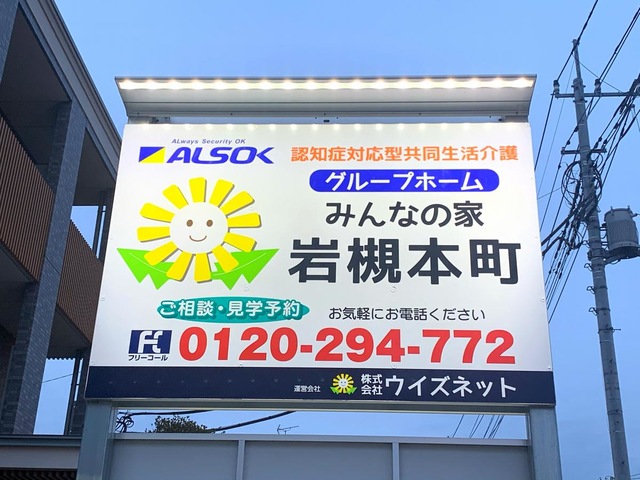 ALways Security OK
ALSOK
認知症対応型共同生活介護
グループホーム
みんなの家
岩槻本町
ご相談・見学予約
お気軽にお電話ください
フリーコール
0120-294-772
運営会社 株式会社 ウイズネット